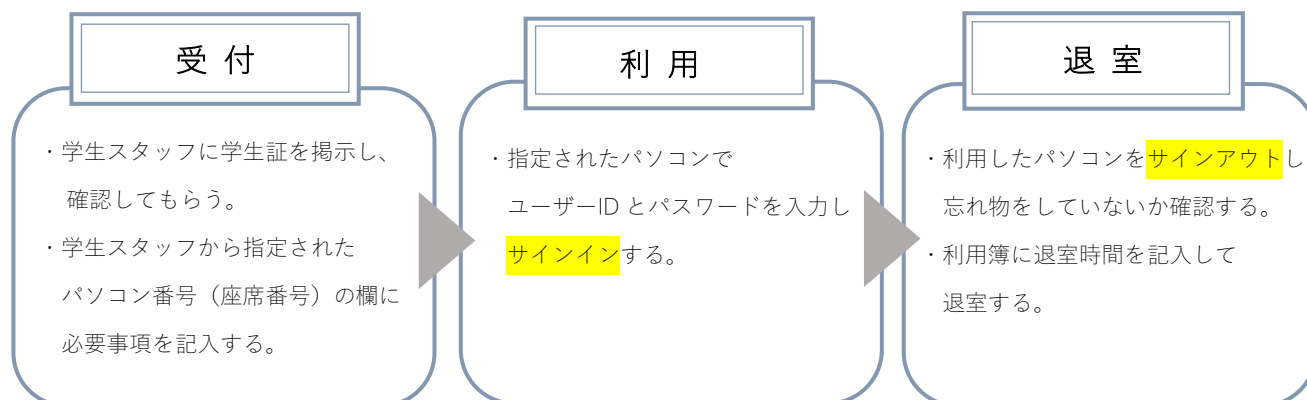 受 付
・学生スタッフに学生証を掲示し、
確認してもらう。
・学生スタッフから指定された
パソコン番号（座席番号）の欄に
必要事項を記入する。
利 用
・指定されたパソコンで
ユーザーID とパスワードを入力し
サインインする。
退 室
・利用したパソコンをサインアウトし
忘れ物をしていないか確認する。
・利用簿に退室時間を記入して
退室する。